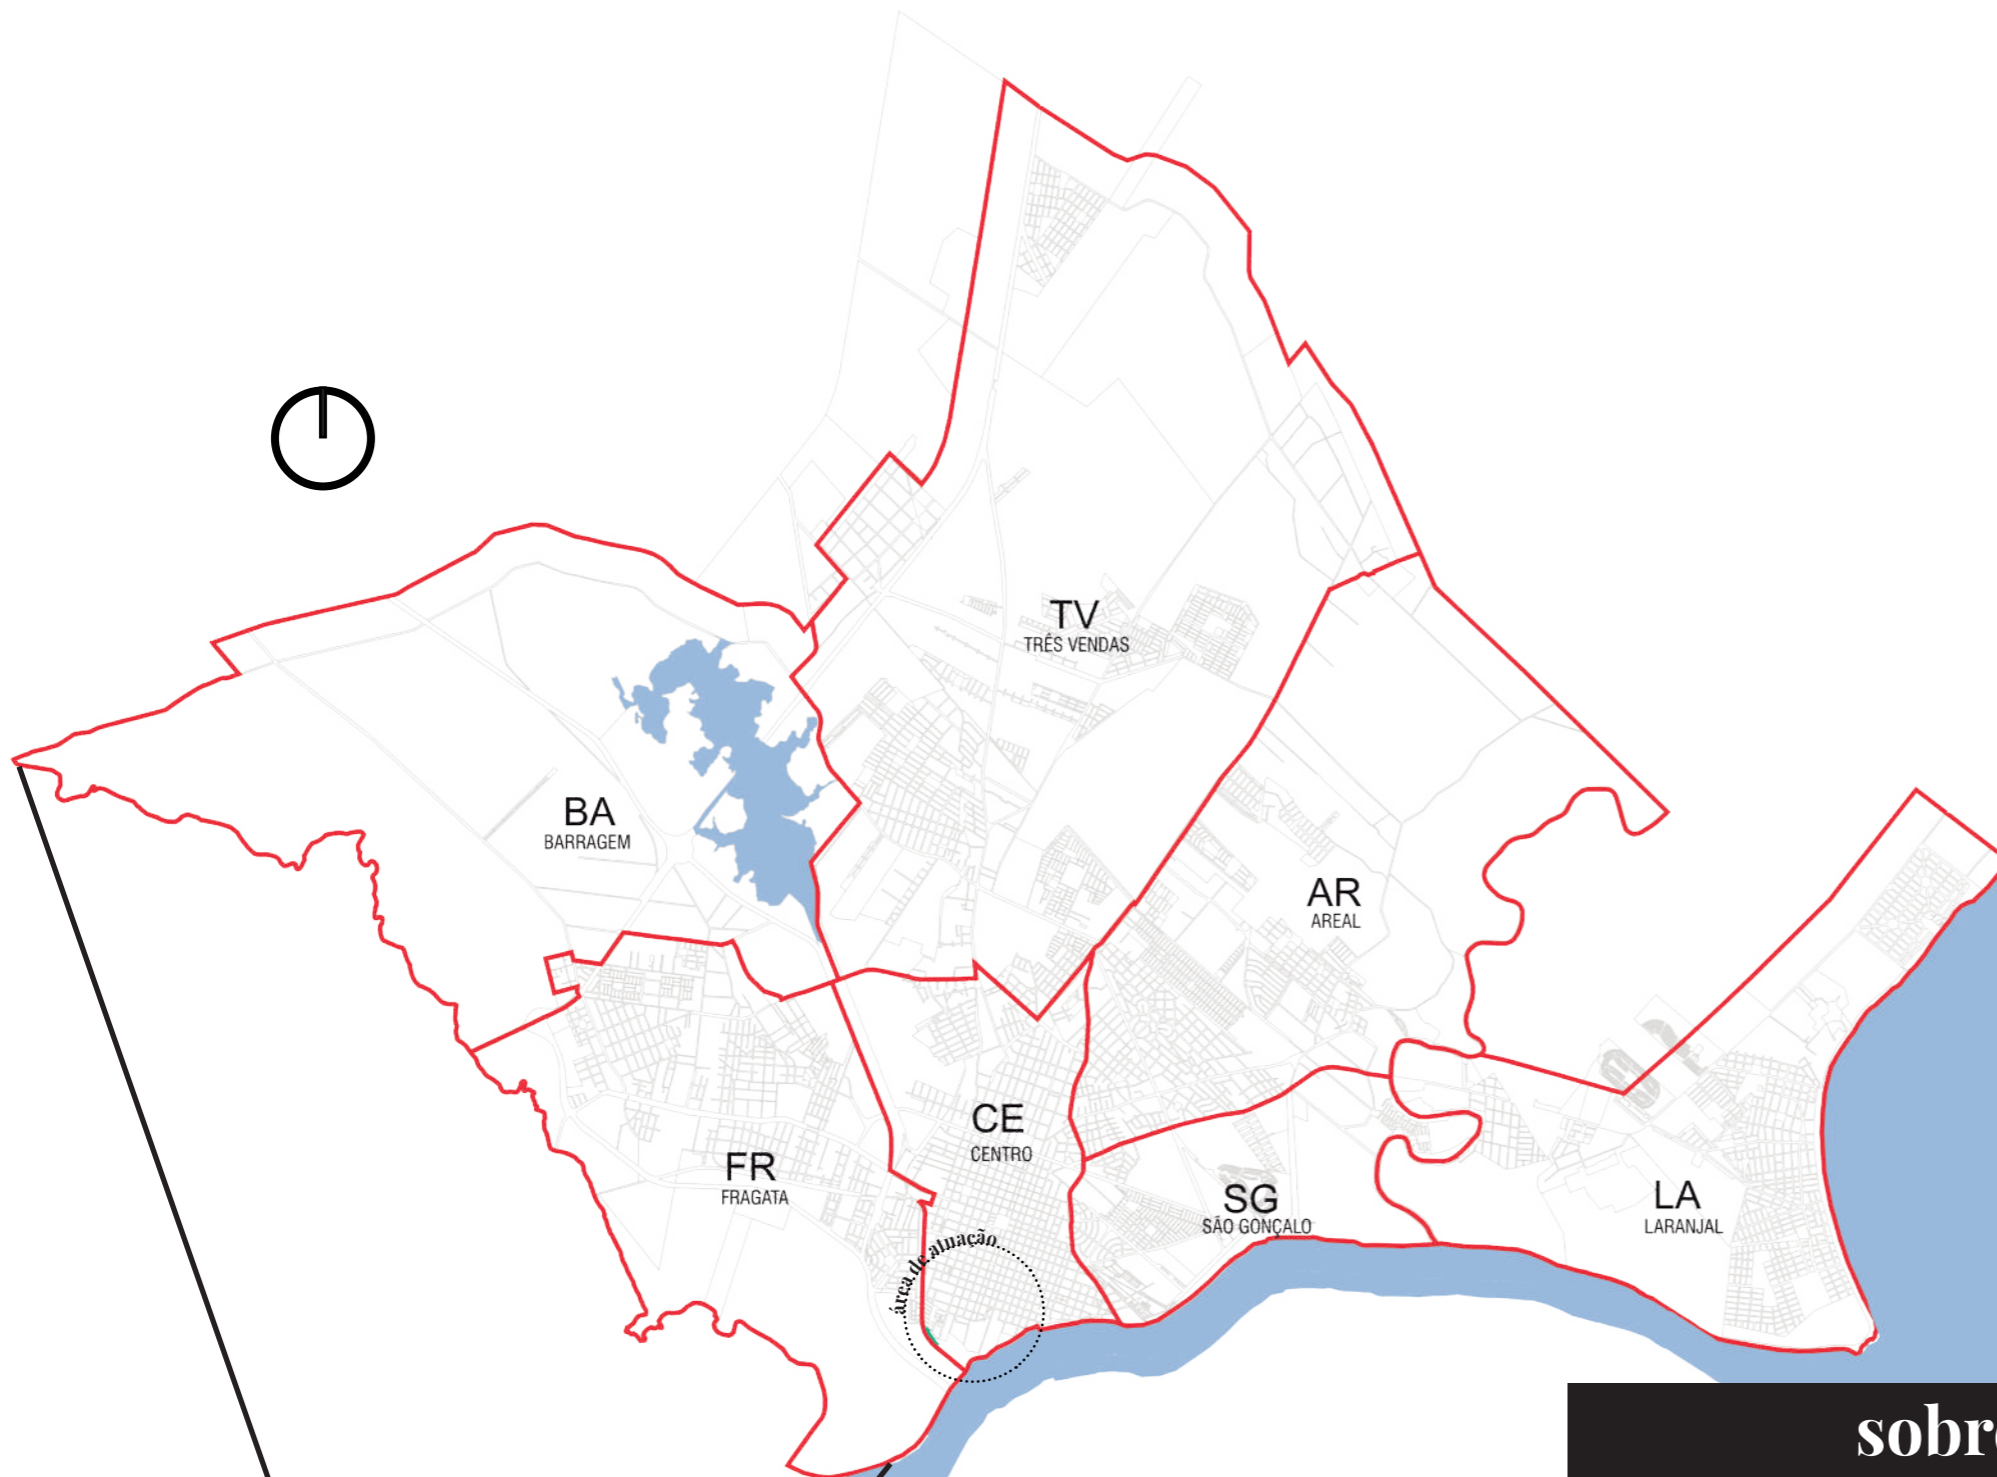 TV
TRÊS VENDAS
BA
BARRAGEM
AR
AREAL
CE
CENTRO
FR
FRAGATA
SG
SÃO GONÇALO
LA
LARANJAL
área de atuação